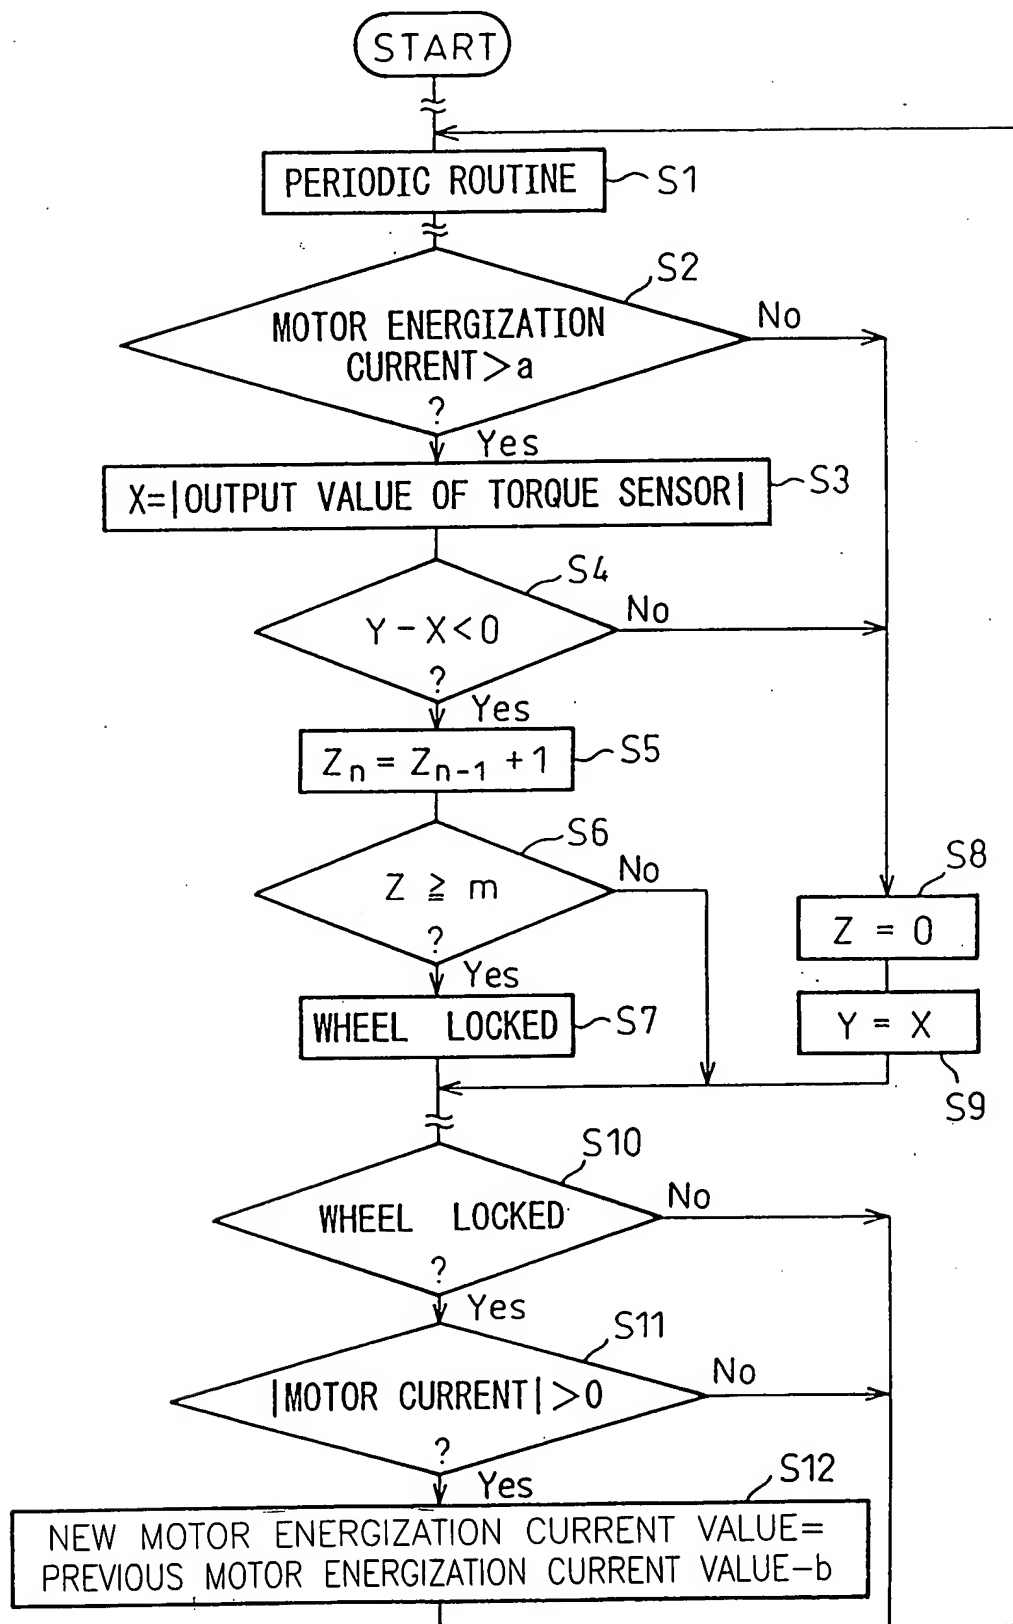 START
PERIODIC ROUTINE
S1
S2
MOTOR ENERGIZATION
CURRENT>a
?
No
Yes
X=|OUTPUT VALUE OF TORQUE SENSOR|
S3
S4
Y-X<0
?
No
Yes
Zn = Zn-1 +1
S5
S6
Z ≧ m
?
No
Yes
S8
Z = 0
WHEEL LOCKED
S7
Y = X
S9
S10
WHEEL LOCKED
?
No
Yes
S11
|MOTOR CURRENT|>0
?
No
Yes
S12
NEW MOTOR ENERGIZATION CURRENT VALUE=
PREVIOUS MOTOR ENERGIZATION CURRENT VALUE-b